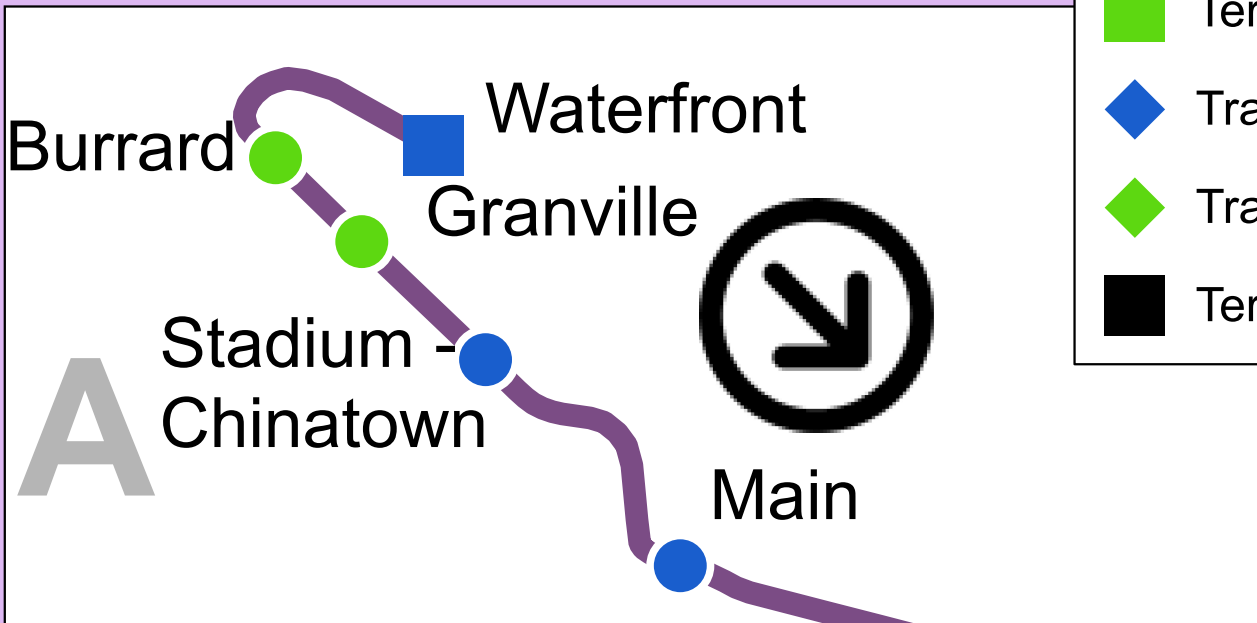 Waterfront
Burrard
Granville
Stadium -
Chinatown
A
Main